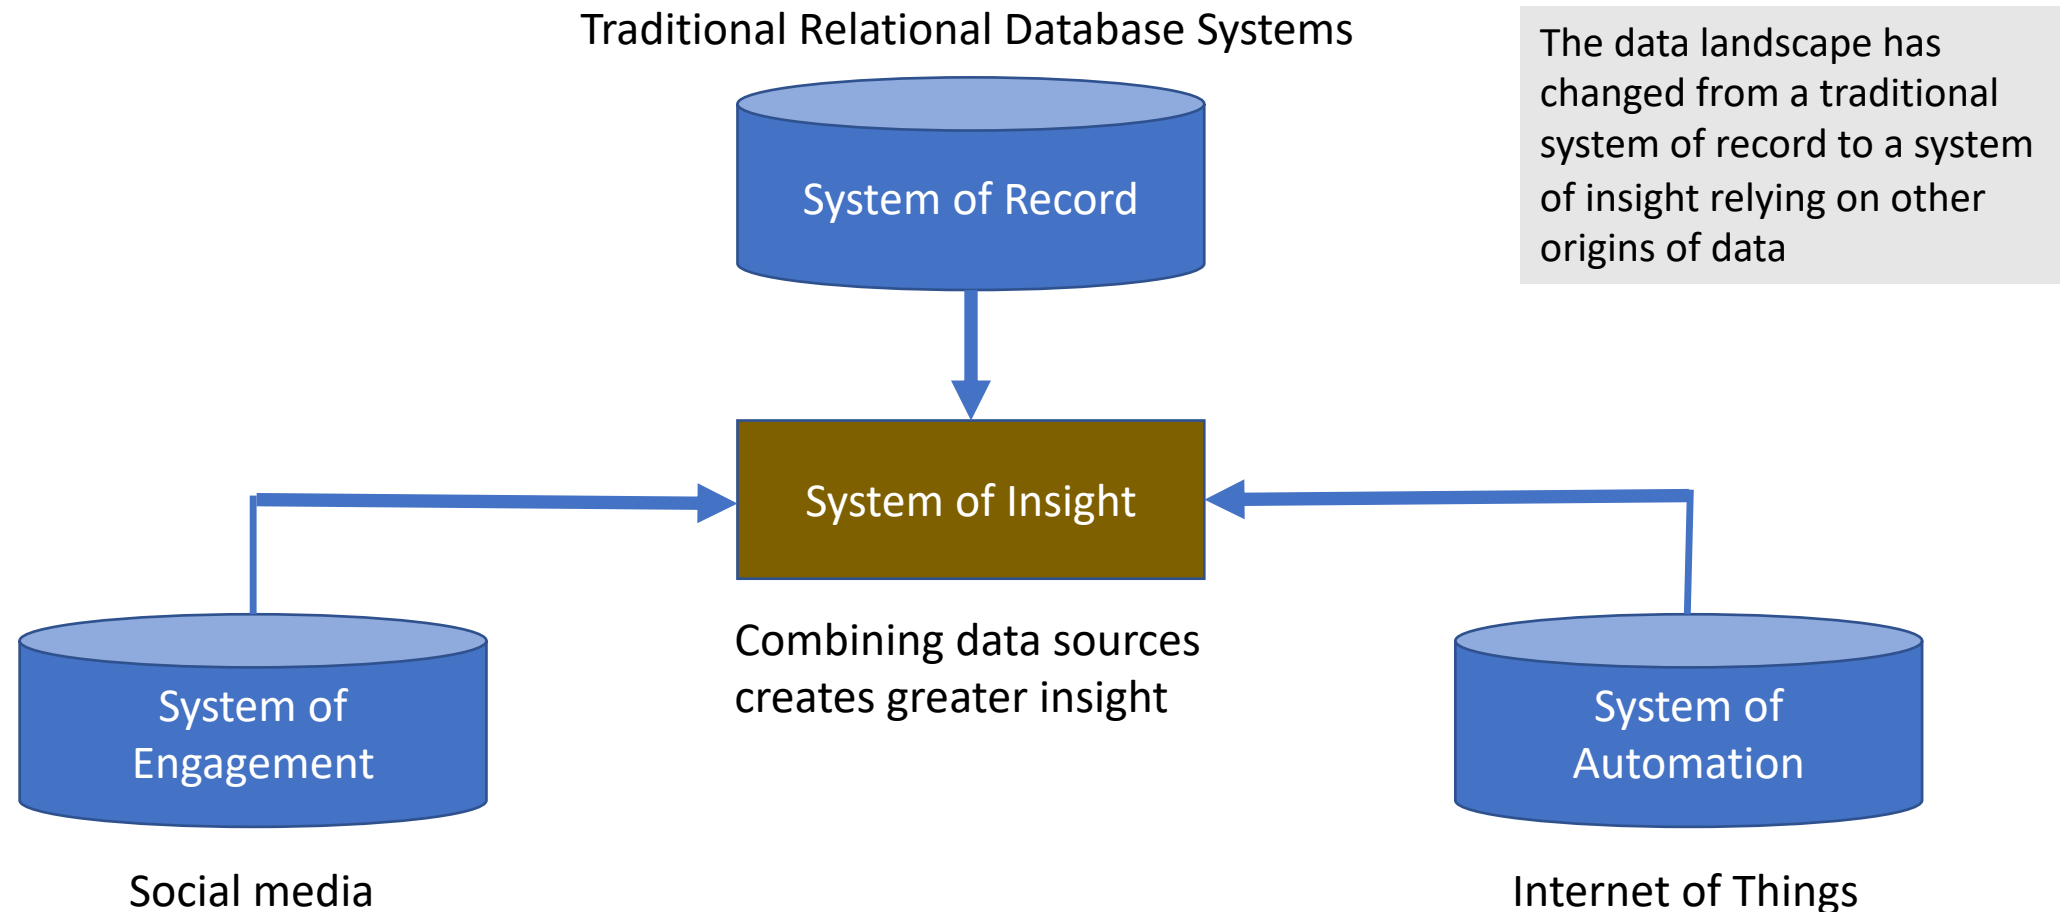 Traditional Relational Database Systems
The data landscape has
changed from a traditional
system of record to a system
of insight relying on other
origins of data
System of Record
System of Insight
Combining data sources
creates greater insight
System of
Engagement
System of
Automation
Social media
Internet of Things